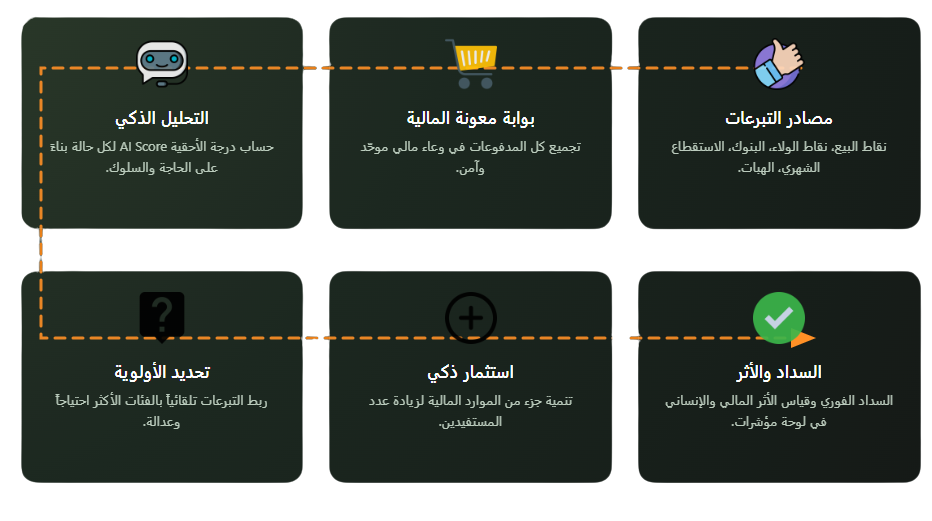 مصادر التبرعات
نقاط البيع، نقاط الولاء، البنوك، الاستقطاع
الشهري، الهبات.
بوابة معونة المالية
تجميع كل المدفوعات في وعاء مالي موحّد
وآمن.
التحليل الذكي
حساب درجة الأحقية AI Score لكل حالة بناءً
على الحاجة والسلوك.
تحديد الأولوية
ربط التبرعات تلقائياً بالفئات الأكثر احتياجاً
وعدالة.
استثمار ذكي
تنمية جزء من الموارد المالية لزيادة عدد
المستفيدين.
السداد والأثر
السداد الفوري وقياس الأثر المالي والإنساني
في لوحة مؤشرات.